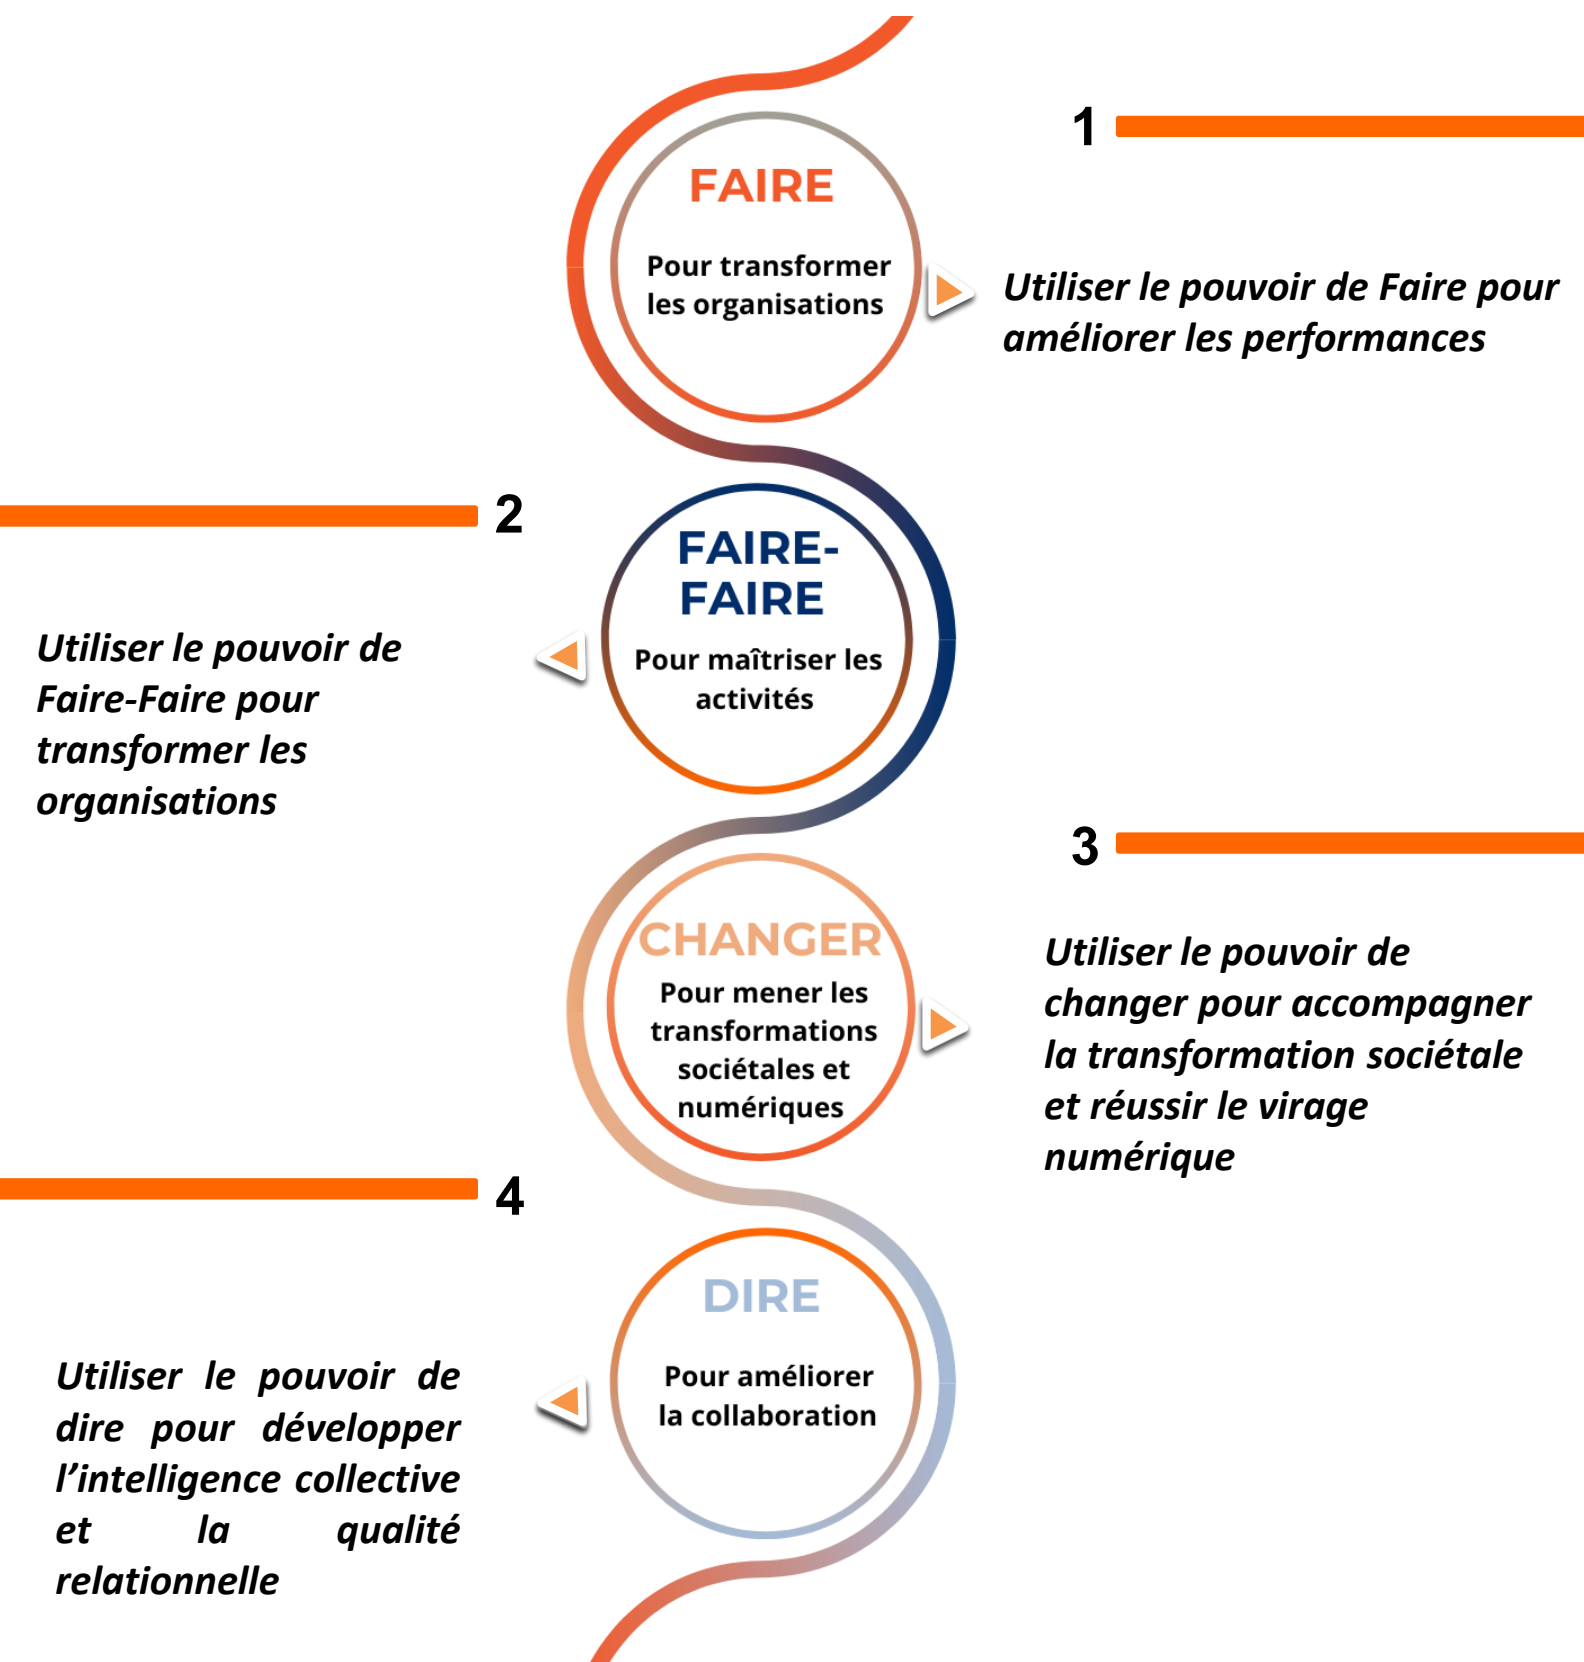 1
FAIRE
Pour transformer
les organisations
Utiliser le pouvoir de Faire pour
améliorer les performances
2
FAIRE-
FAIRE
Pour maîtriser les
activités
Utiliser le pouvoir de
Faire-Faire pour
transformer les
organisations
3
CHANGER
Pour mener les
transformations
sociétales et
numériques
Utiliser le pouvoir de
changer pour accompagner
la transformation sociétale
et réussir le virage
numérique
4
DIRE
Pour améliorer
la collaboration
Utiliser le pouvoir de
dire pour développer
l’intelligence collective
et la qualité
relationnelle